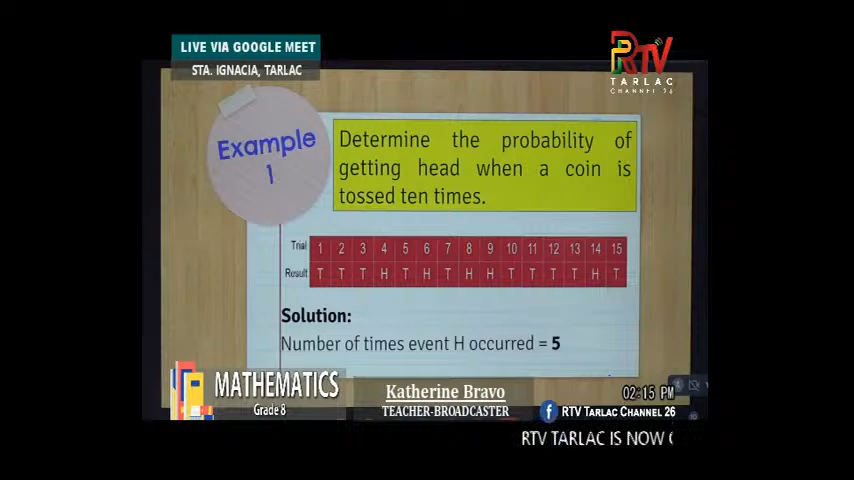 LIVE VIA GOOGLE MEET
STA. IGNACIA, TARLAC
RTV
TARLAC
CHANNEL 26
Example
1
Determine the probability of
getting head when a coin is
tossed ten times.
Trial 1 2 3 4 5 6 7 8 9 10 11 12 13 14 15
Result T T T H T H T H H T T T T H T
Solution:
Number of times event H occurred = 5
MATHEMATICS
Grade 8
Katherine Bravo
TEACHER-BROADCASTER
02:15 PM
RTV TARLAC CHANNEL 26
RTV TARLAC IS NOW